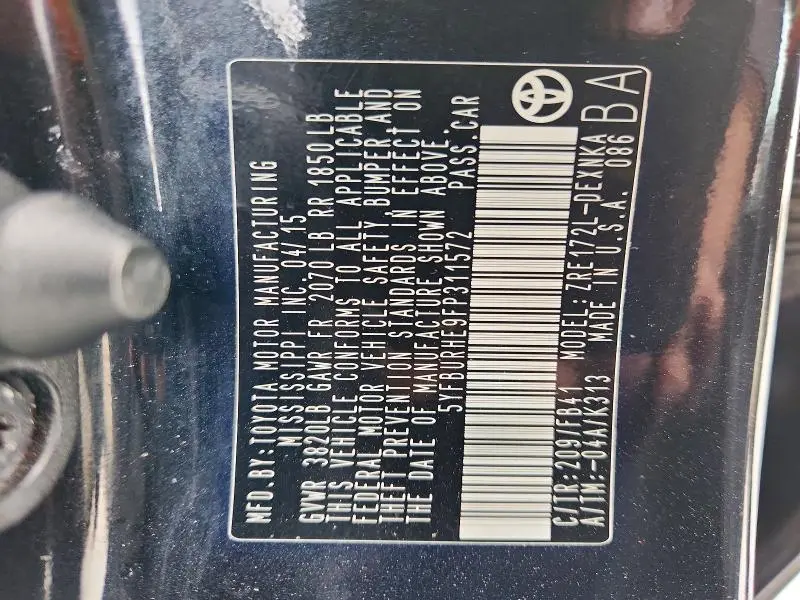 MFD.BY:TOYOTA MOTOR MANUFACTURING
MISSISSIPPI INC. 04/15
GVWR 3820LB GAWR FR 2070 LB RR 1850 LB
THIS VEHICLE CONFORMS TO ALL APPLICABLE
FEDERAL MOTOR VEHICLE SAFETY, BUMPER, AND
THEFT PREVENTION STANDARDS IN EFFECT ON
THE DATE OF MANUFACTURE SHOWN ABOVE.
5YFBURHE9FP311572 PASS.CAR
C/TR:209/FB41 MODEL: ZRE172L-DEXNKA
A/TM:-04A/K313 MADE IN U.S.A. 086
BA